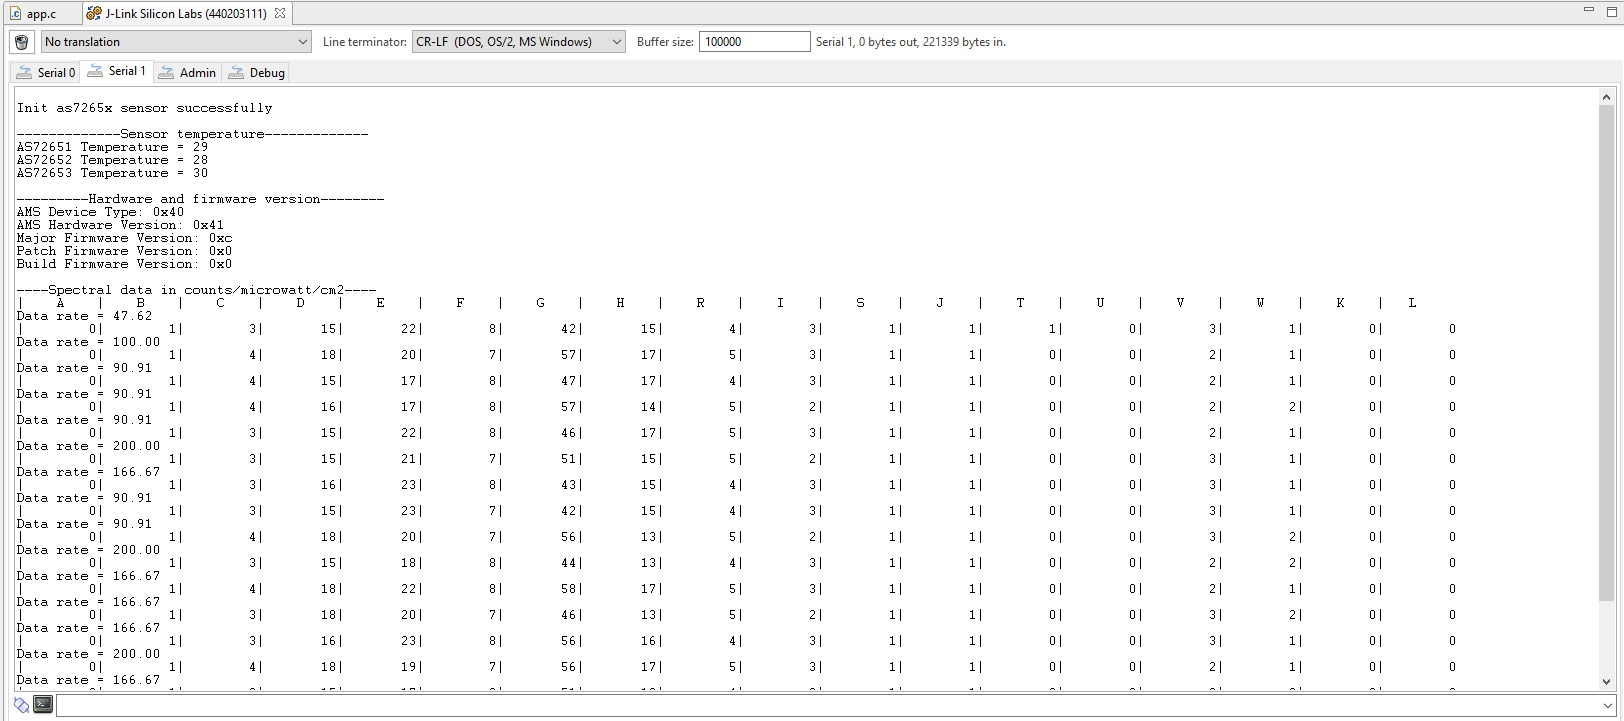 app.c J-Link Silicon Labs (440203111)
No translation Line terminator: CR-LF (DOS, OS/2, MS Windows) Buffer size: 100000 Serial 1, 0 bytes out, 221339 bytes in.
Serial 0 Serial 1 Admin Debug
Init as7265x sensor successfully
-------------Sensor temperature-------------
AS72651 Temperature = 29
AS72652 Temperature = 28
AS72653 Temperature = 30
---------Hardware and firmware version--------
AMS Device Type: 0x40
AMS Hardware Version: 0x41
Major Firmware Version: 0xc
Patch Firmware Version: 0x0
Build Firmware Version: 0x0
----Spectral data in counts/microwatt/cm2----
| A | B | C | D | E | F | G | H | R | I | S | J | T | U | V | W | K | L
Data rate = 47.62
| 0| 1| 3| 15| 22| 8| 42| 15| 4| 3| 1| 1| 1| 0| 3| 1| 0| 0
Data rate = 100.00
| 0| 1| 4| 18| 20| 7| 57| 17| 5| 3| 1| 1| 0| 0| 2| 1| 0| 0
Data rate = 90.91
| 0| 1| 4| 15| 17| 8| 47| 17| 4| 3| 1| 1| 0| 0| 2| 1| 0| 0
Data rate = 90.91
| 0| 1| 4| 16| 17| 8| 57| 14| 5| 2| 1| 1| 0| 0| 2| 2| 0| 0
Data rate = 90.91
| 0| 1| 3| 15| 22| 8| 46| 17| 5| 3| 1| 1| 0| 0| 2| 1| 0| 0
Data rate = 200.00
| 0| 1| 3| 15| 21| 7| 51| 15| 5| 2| 1| 1| 0| 0| 3| 1| 0| 0
Data rate = 166.67
| 0| 1| 3| 16| 23| 8| 43| 15| 4| 3| 1| 1| 0| 0| 3| 1| 0| 0
Data rate = 90.91
| 0| 1| 3| 15| 23| 7| 42| 15| 4| 3| 1| 1| 0| 0| 3| 1| 0| 0
Data rate = 90.91
| 0| 1| 4| 18| 20| 7| 56| 13| 5| 2| 1| 1| 0| 0| 3| 2| 0| 0
Data rate = 200.00
| 0| 1| 3| 15| 18| 8| 44| 13| 4| 3| 1| 1| 0| 0| 2| 2| 0| 0
Data rate = 166.67
| 0| 1| 4| 18| 22| 8| 58| 17| 5| 3| 1| 1| 0| 0| 2| 1| 0| 0
Data rate = 166.67
| 0| 1| 3| 18| 20| 7| 46| 13| 5| 2| 1| 1| 0| 0| 3| 2| 0| 0
Data rate = 166.67
| 0| 1| 3| 16| 23| 8| 56| 16| 4| 3| 1| 1| 0| 0| 3| 1| 0| 0
Data rate = 200.00
| 0| 1| 4| 18| 19| 7| 56| 17| 5| 3| 1| 1| 0| 0| 2| 1| 0| 0
Data rate = 166.67